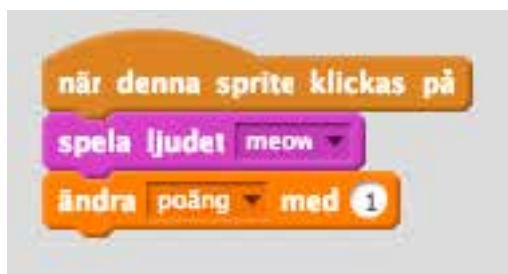 när denna sprite klickas på
spela ljudet meow
ändra poäng med 1